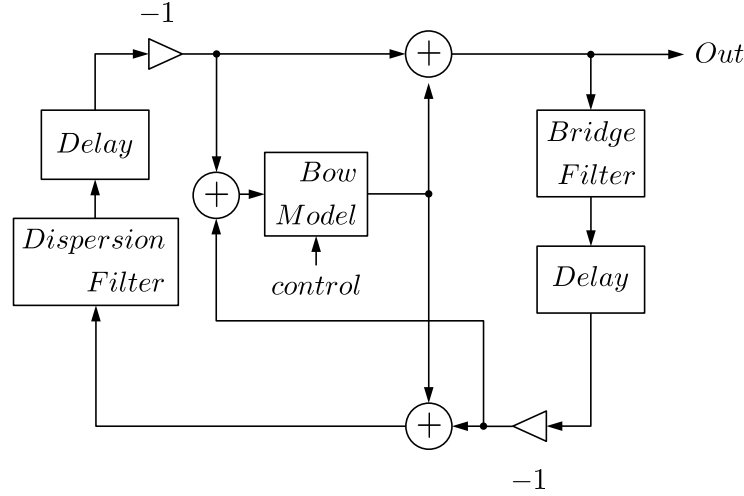 −1
Out
Delay
Bridge
Filter
Bow
Model
Dispersion
Filter
control
Delay
−1